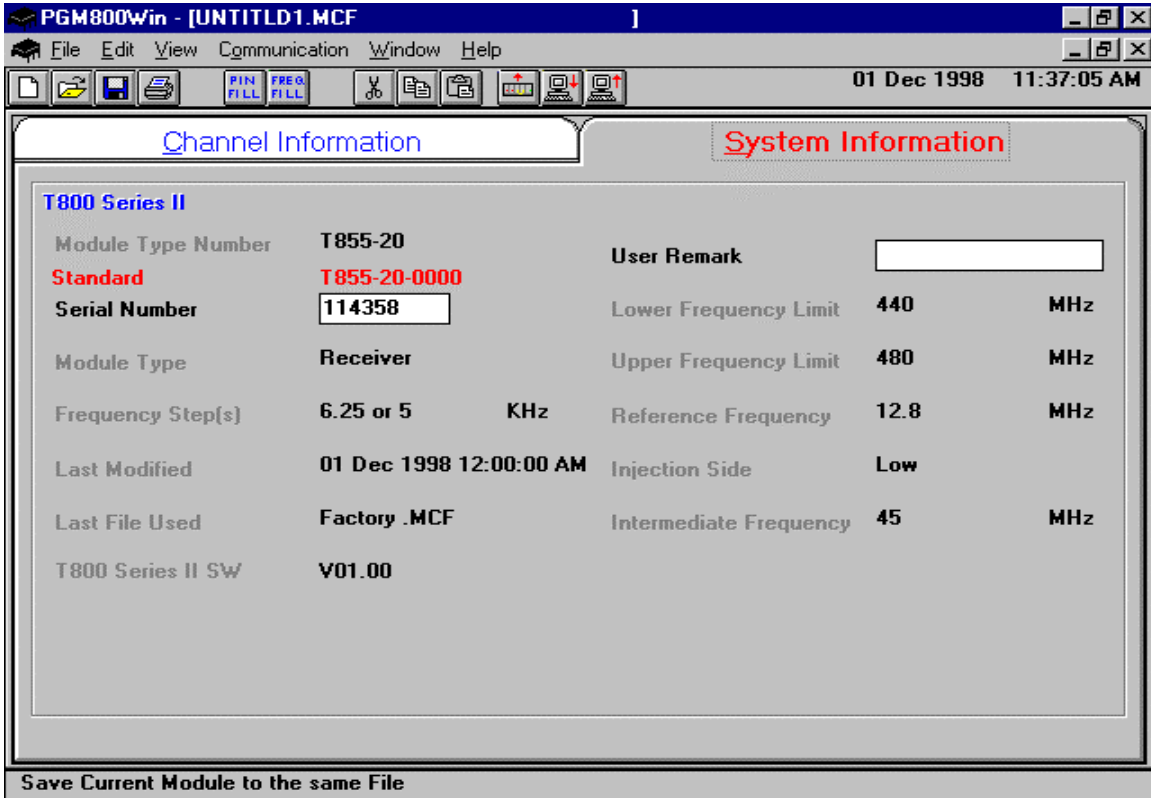 PGM800Win - [UNTITLD1.MCF ]
File Edit View Communication Window Help
PIN FILL FREQ FILL 01 Dec 1998 11:37:05 AM
Channel Information System Information
T800 Series II
Module Type Number T855-20
Standard T855-20-0000
Serial Number 114358
Module Type Receiver
Frequency Step(s) 6.25 or 5 KHz
Last Modified 01 Dec 1998 12:00:00 AM
Last File Used Factory .MCF
T800 Series II SW V01.00
User Remark
Lower Frequency Limit 440 MHz
Upper Frequency Limit 480 MHz
Reference Frequency 12.8 MHz
Injection Side Low
Intermediate Frequency 45 MHz
Save Current Module to the same File